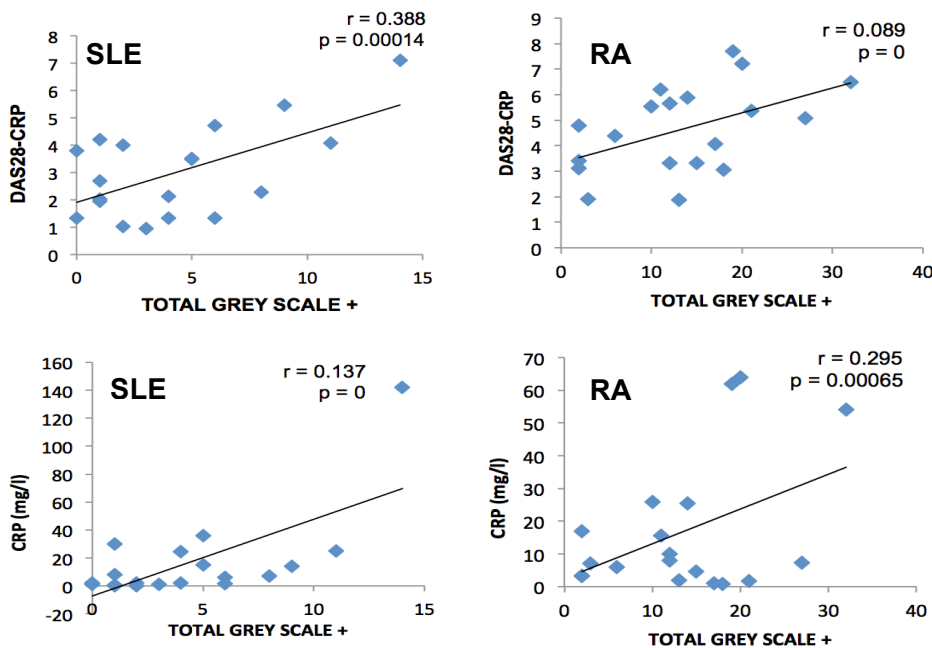 SLE
r = 0.388
p = 0.00014
DAS28-CRP
8
7
6
5
4
3
2
1
0
0 5 10 15
TOTAL GREY SCALE +
RA
r = 0.089
p = 0
DAS28-CRP
9
8
7
6
5
4
3
2
1
0
0 10 20 30 40
TOTAL GREY SCALE +
SLE
r = 0.137
p = 0
CRP (mg/l)
160
140
120
100
80
60
40
20
0
-20
0 5 10 15
TOTAL GREY SCALE +
RA
r = 0.295
p = 0.00065
CRP (mg/l)
70
60
50
40
30
20
10
0
0 10 20 30 40
TOTAL GREY SCALE +